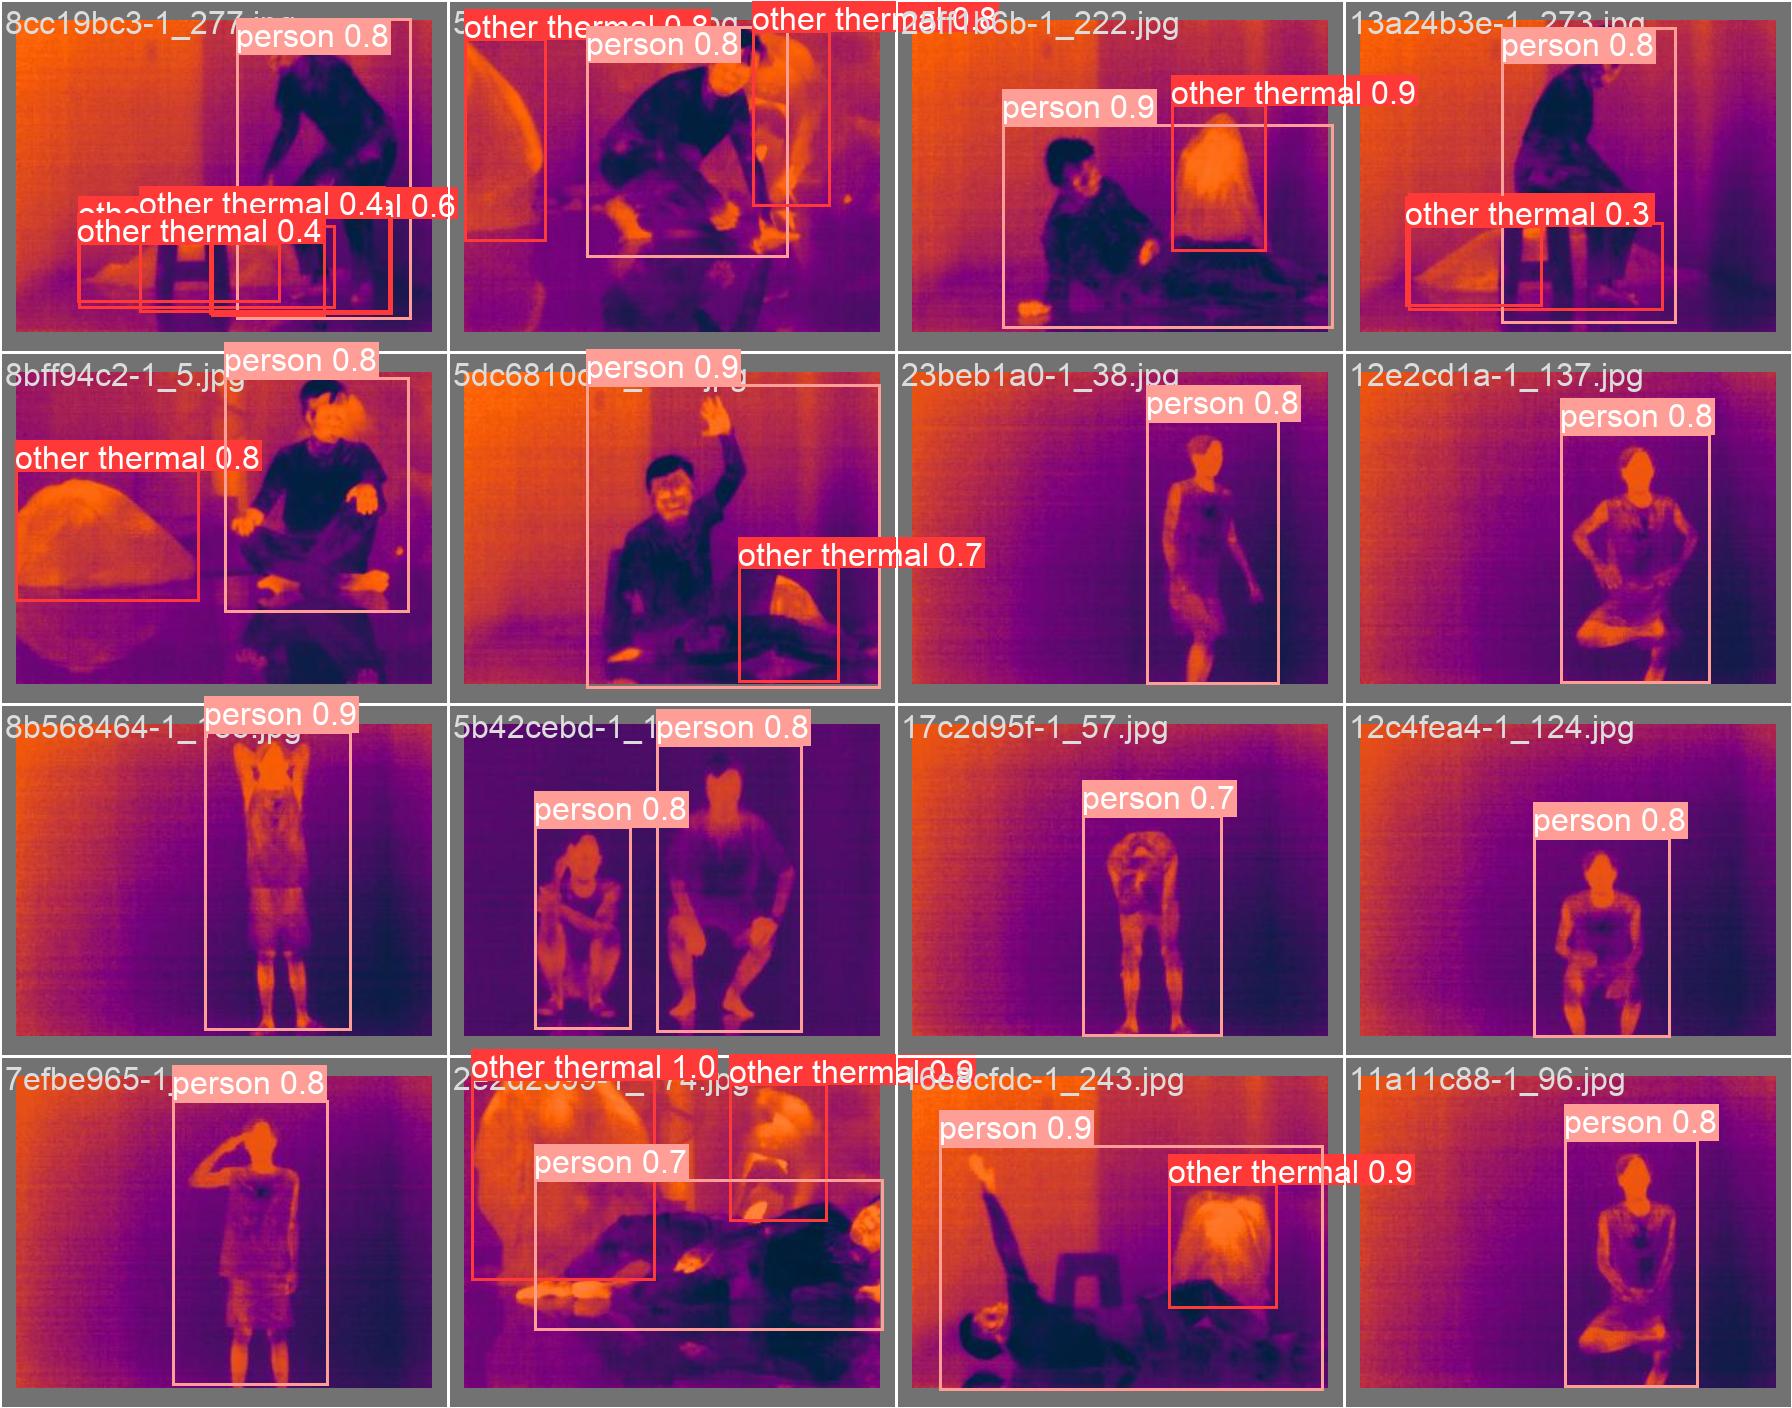 8cc19bc3-1_277.jpg
person 0.8
other thermal 0.4
al 0.6
other thermal 0.4
other thermal 0.8
person 0.8
other thermal 0.8
1_222.jpg
person 0.9
other thermal 0.9
13a24b3e-1_273.jpg
person 0.8
other thermal 0.3
8bff94c2-1_5.jpg
person 0.8
other thermal 0.8
person 0.9
other thermal 0.7
23beb1a0-1_38.jpg
person 0.8
12e2cd1a-1_137.jpg
person 0.8
8b568464-1_
person 0.9
5b42cebd-1_1
person 0.8
person 0.8
17c2d95f-1_57.jpg
person 0.7
12c4fea4-1_124.jpg
person 0.8
7efbe965-1
person 0.8
other thermal 1.0
other thermal 0.9
person 0.7
1_243.jpg
person 0.9
other thermal 0.9
11a11c88-1_96.jpg
person 0.8